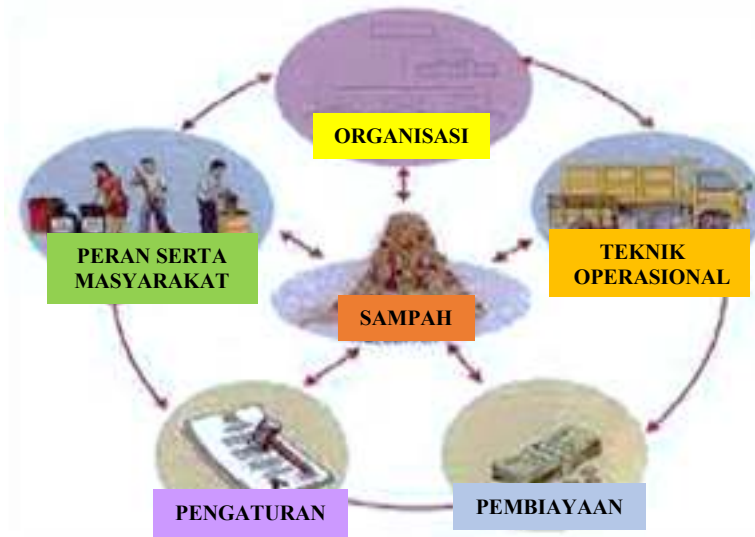 ORGANISASI
PERAN SERTA
MASYARAKAT
TEKNIK
OPERASIONAL
SAMPAH
PENGATURAN
PEMBIAYAAN